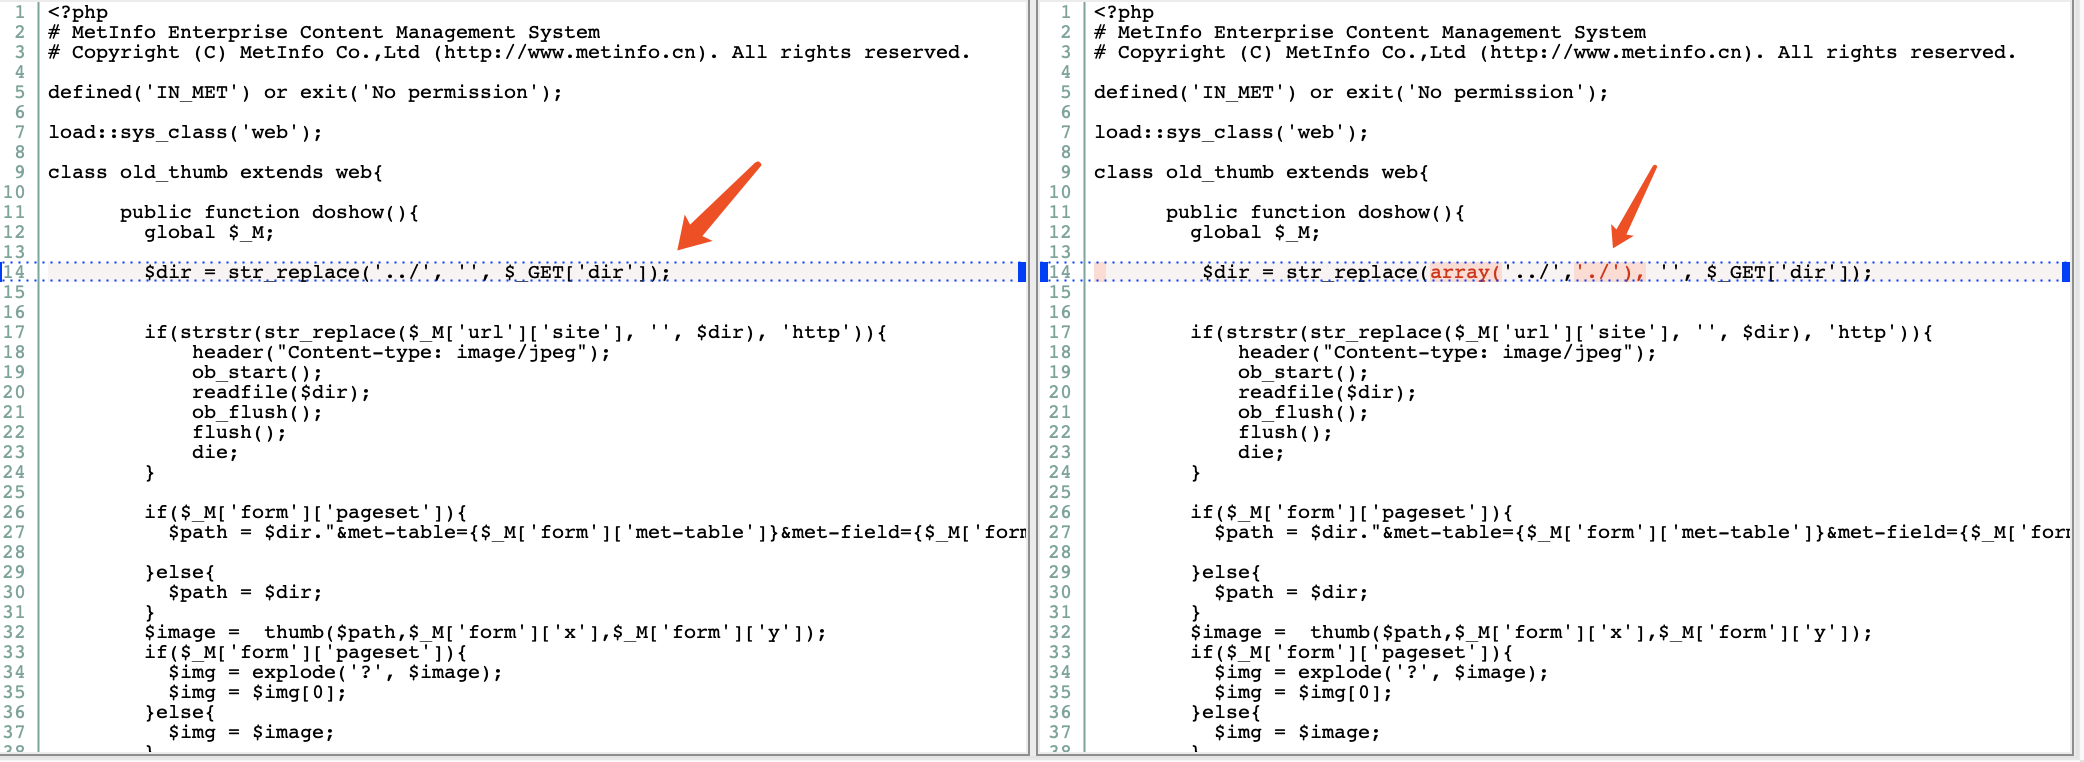 1 <?php
2 # MetInfo Enterprise Content Management System
3 # Copyright (C) MetInfo Co.,Ltd (http://www.metinfo.cn). All rights reserved.
4
5 defined('IN_MET') or exit('No permission');
6
7 load::sys_class('web');
8
9 class old_thumb extends web{
10
11 public function doshow(){
12 global $_M;
13
14 $dir = str_replace('../', '', $_GET['dir']);
15
16
17 if(strstr(str_replace($_M['url']['site'], '', $dir), 'http')){
18 header("Content-type: image/jpeg");
19 ob_start();
20 readfile($dir);
21 ob_flush();
22 flush();
23 die;
24 }
25
26 if($_M['form']['pageset']){
27 $path = $dir."&met-table={$_M['form']['met-table']}&met-field={$_M['form
28
29 }else{
30 $path = $dir;
31 }
32 $image =  thumb($path,$_M['form']['x'],$_M['form']['y']);
33 if($_M['form']['pageset']){
34 $img = explode('?', $image);
35 $img = $img[0];
36 }else{
37 $img = $image;
38 }
1 <?php
2 # MetInfo Enterprise Content Management System
3 # Copyright (C) MetInfo Co.,Ltd (http://www.metinfo.cn). All rights reserved.
4
5 defined('IN_MET') or exit('No permission');
6
7 load::sys_class('web');
8
9 class old_thumb extends web{
10
11 public function doshow(){
12 global $_M;
13
14 $dir = str_replace(array('../','./'), '', $_GET['dir']);
15
16
17 if(strstr(str_replace($_M['url']['site'], '', $dir), 'http')){
18 header("Content-type: image/jpeg");
19 ob_start();
20 readfile($dir);
21 ob_flush();
22 flush();
23 die;
24 }
25
26 if($_M['form']['pageset']){
27 $path = $dir."&met-table={$_M['form']['met-table']}&met-field={$_M['for
28
29 }else{
30 $path = $dir;
31 }
32 $image =  thumb($path,$_M['form']['x'],$_M['form']['y']);
33 if($_M['form']['pageset']){
34 $img = explode('?', $image);
35 $img = $img[0];
36 }else{
37 $img = $image;
38 }